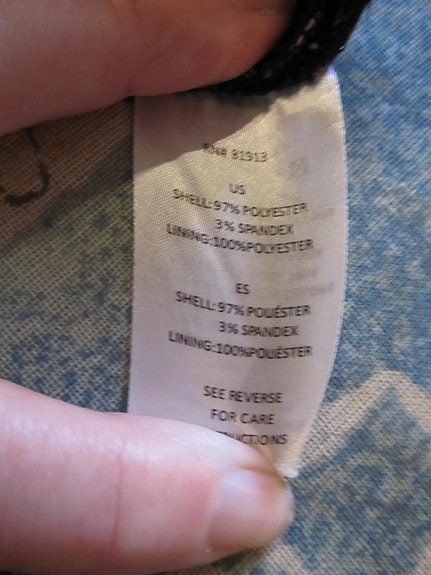 RN# 81913
US
SHELL:97% POLYESTER
3% SPANDEX
LINING:100%POLYESTER
ES
SHELL:97% POLIÉSTER
3% SPANDEX
LINING:100%POLIÉSTER
SEE REVERSE
FOR CARE